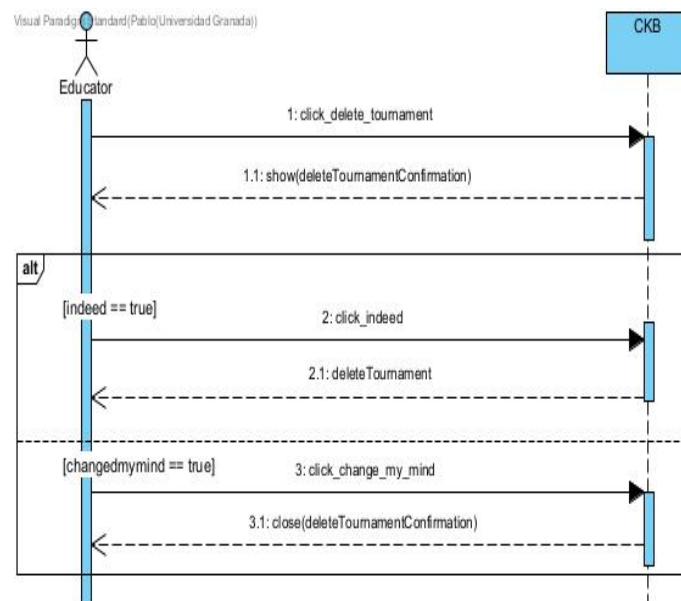 Visual Paradigm Standard(Pablo(Universidad Granada))
CKB
Educator
1: click_delete_tournament
1.1: show(deleteTournamentConfirmation)
alt
[indeed == true]
2: click_indeed
2.1: deleteTournament
[changedmymind == true]
3: click_change_my_mind
3.1: close(deleteTournamentConfirmation)